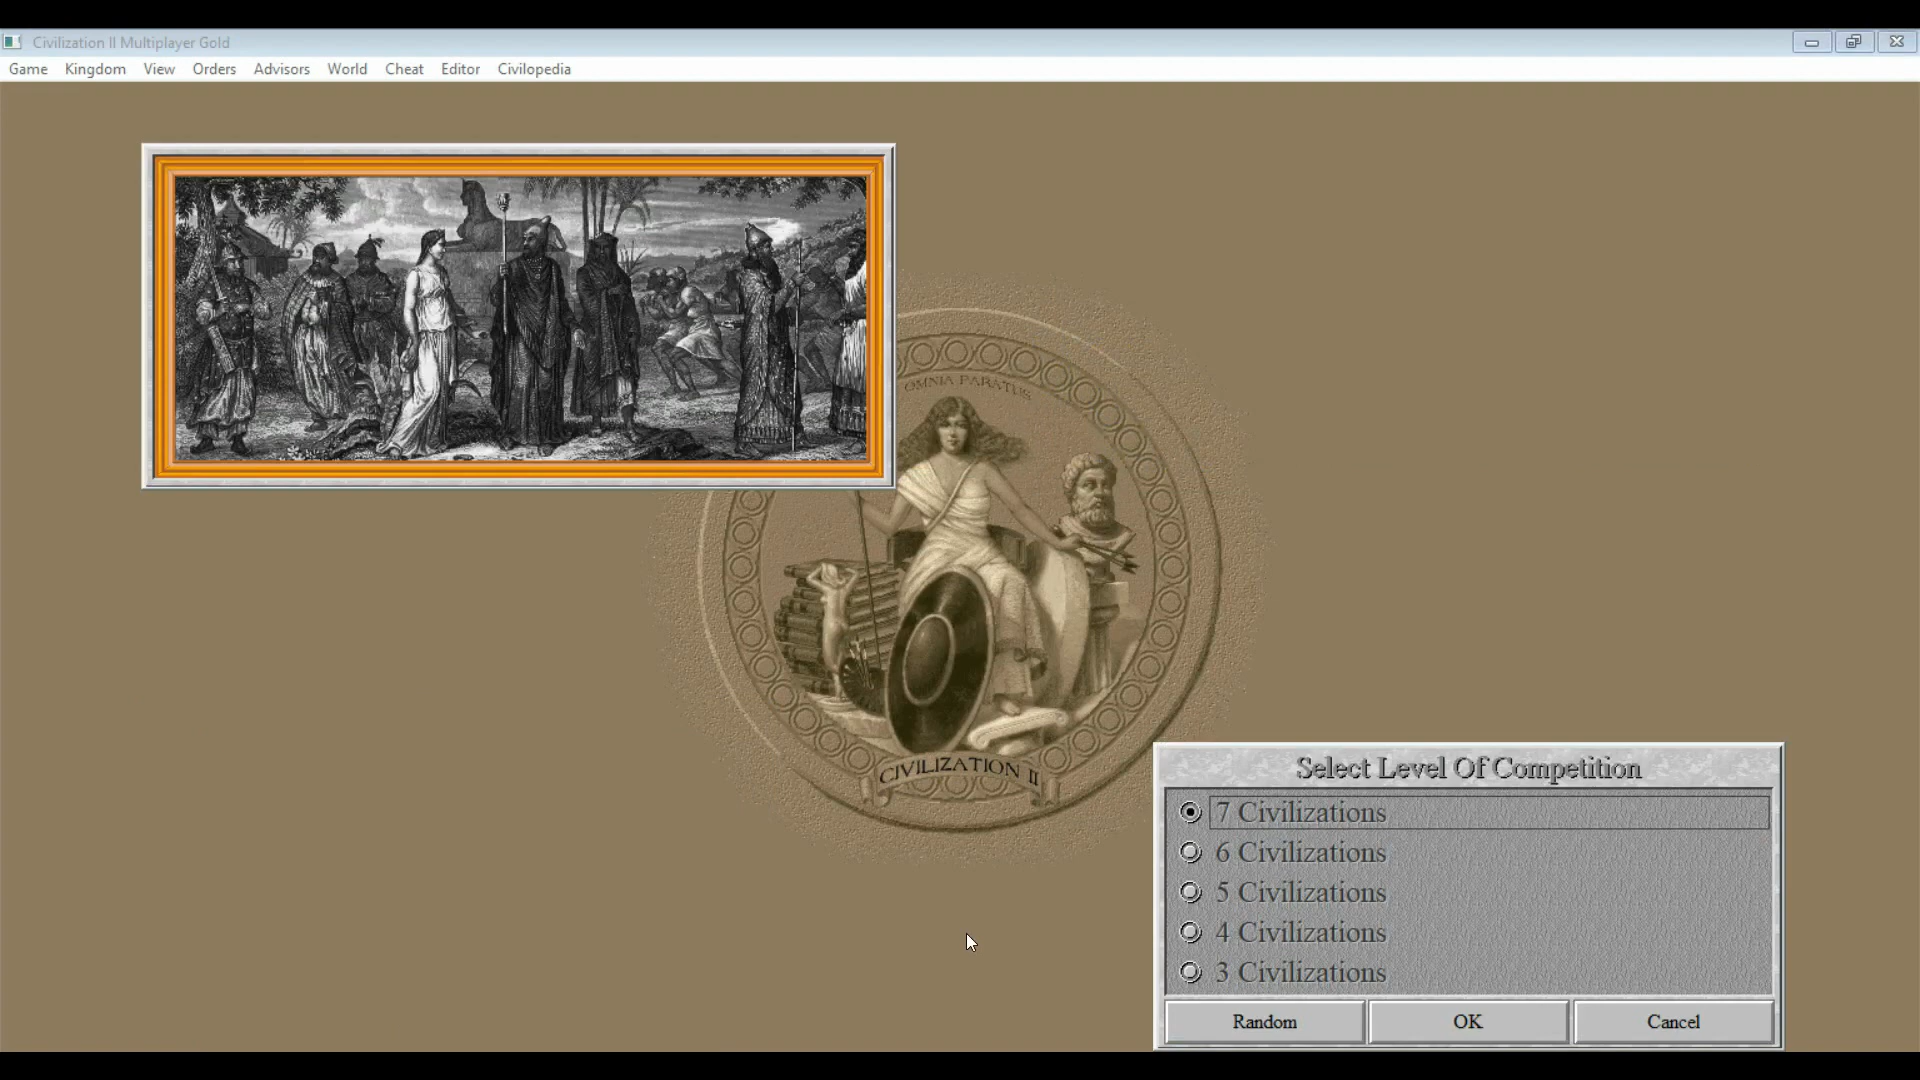 Civilization II Multiplayer Gold
Game Kingdom View Orders Advisors World Cheat Editor Civilopedia
OMNIA PARATUS
CIVILIZATION II
Select Level Of Competition
7 Civilizations
6 Civilizations
5 Civilizations
4 Civilizations
3 Civilizations
Random OK Cancel